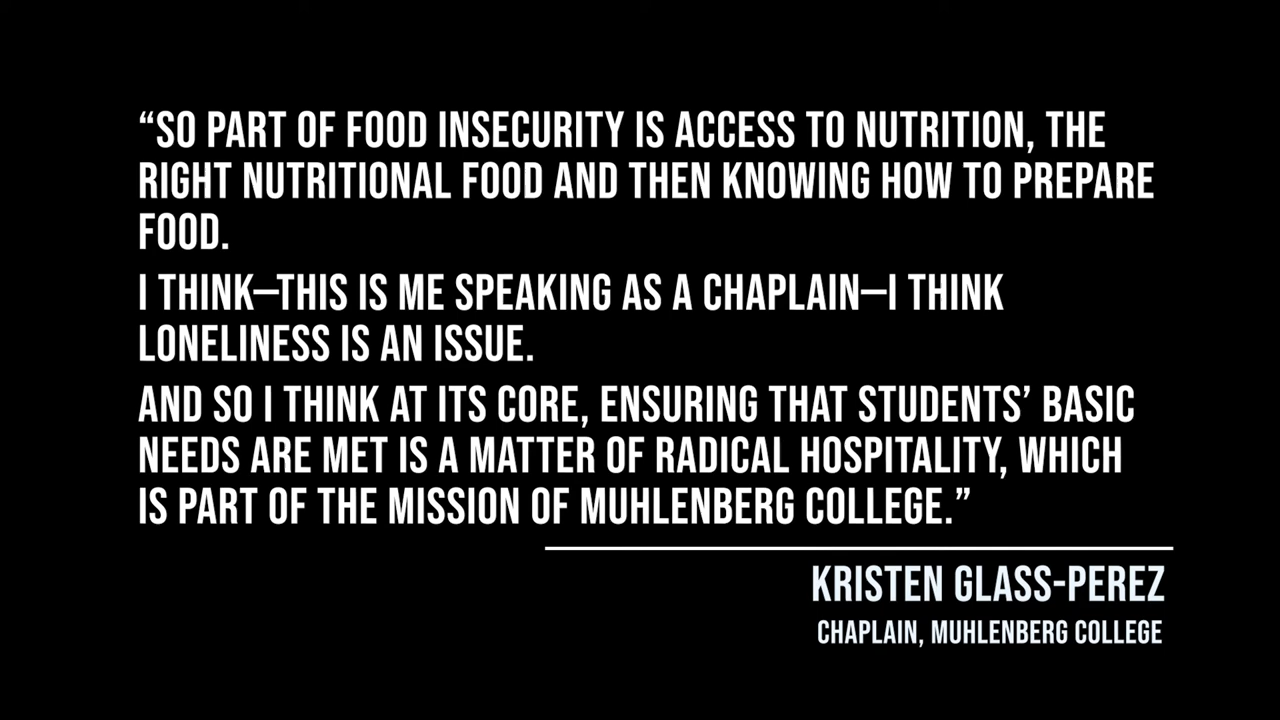 “SO PART OF FOOD INSECURITY IS ACCESS TO NUTRITION, THE
RIGHT NUTRITIONAL FOOD AND THEN KNOWING HOW TO PREPARE
FOOD.
I THINK—THIS IS ME SPEAKING AS A CHAPLAIN—I THINK
LONELINESS IS AN ISSUE.
AND SO I THINK AT ITS CORE, ENSURING THAT STUDENTS’ BASIC
NEEDS ARE MET IS A MATTER OF RADICAL HOSPITALITY, WHICH
IS PART OF THE MISSION OF MUHLENBERG COLLEGE.”
KRISTEN GLASS-PEREZ
CHAPLAIN, MUHLENBERG COLLEGE